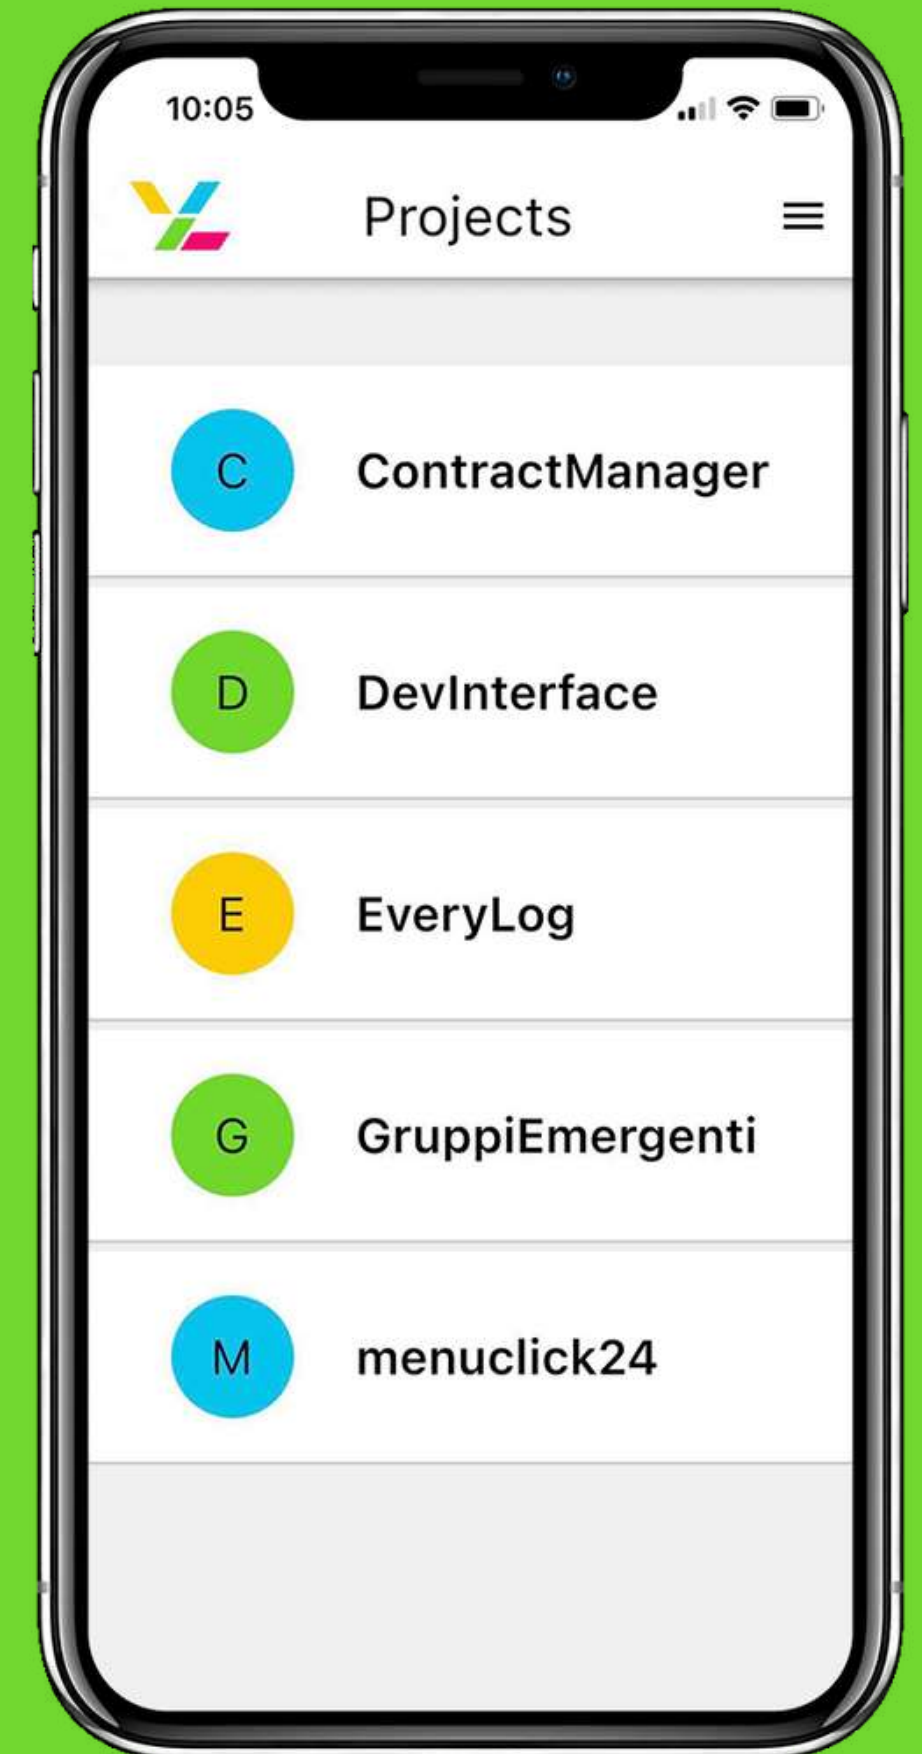 10:05
Projects
C ContractManager
D DevInterface
E EveryLog
G GruppiEmergenti
M menuclick24